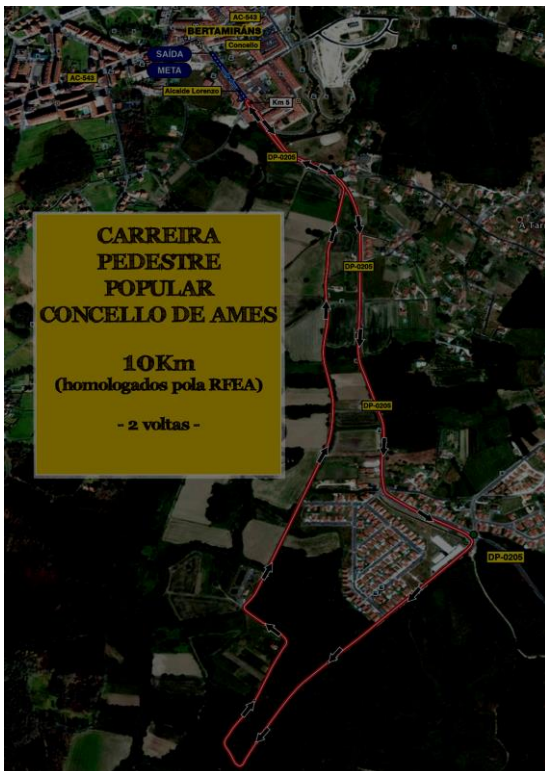 AC-543
BERTAMIRÁNS
Concello
SAÍDA
META
AC-543
Alcalde Lorenzo
Km 5
DP-0205
DP-0205
CARREIRA
PEDESTRE
POPULAR
CONCELLO DE AMES
10Km
(homologados pola RFEA)
- 2 voltas -
DP-0205
DP-0205